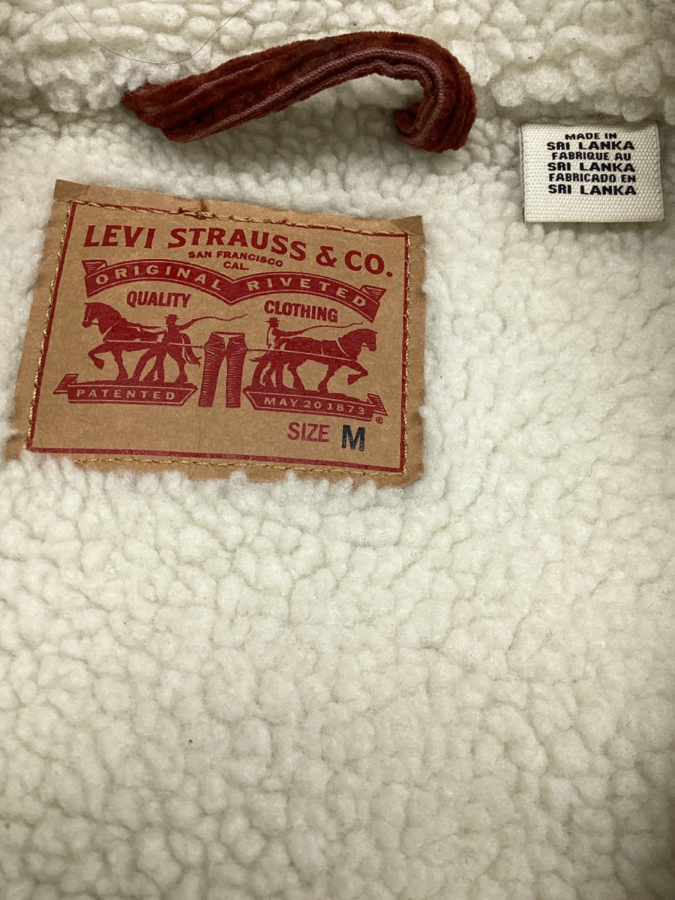 LEVI STRAUSS & CO.
SAN FRANCISCO
CAL.
ORIGINAL RIVETED
QUALITY CLOTHING
PATENTED MAY 20 1873 ®
SIZE M
MADE IN
SRI LANKA
FABRIQUE AU
SRI LANKA
FABRICADO EN
SRI LANKA